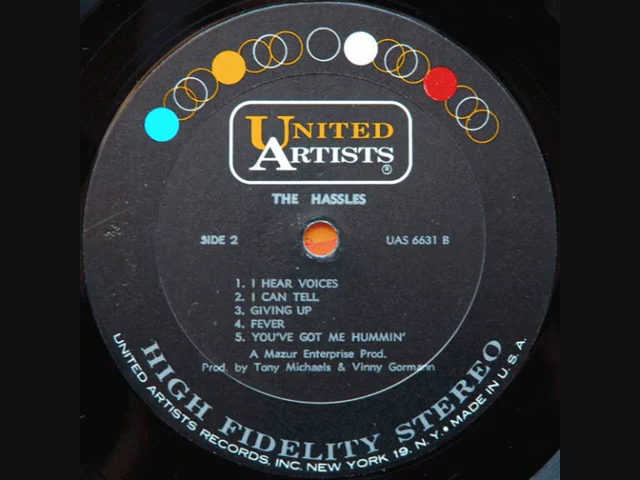 UNITED
ARTISTS®
THE HASSLES
SIDE 2
UAS 6631 B
1. I HEAR VOICES
2. I CAN TELL
3. GIVING UP
4. FEVER
5. YOU'VE GOT ME HUMMIN'
A Mazur Enterprise Prod.
Prod. by Tony Michaels & Vinny Gormann
HIGH FIDELITY STEREO
UNITED ARTISTS RECORDS, INC. NEW YORK 19, N.Y. • MADE IN U.S.A.